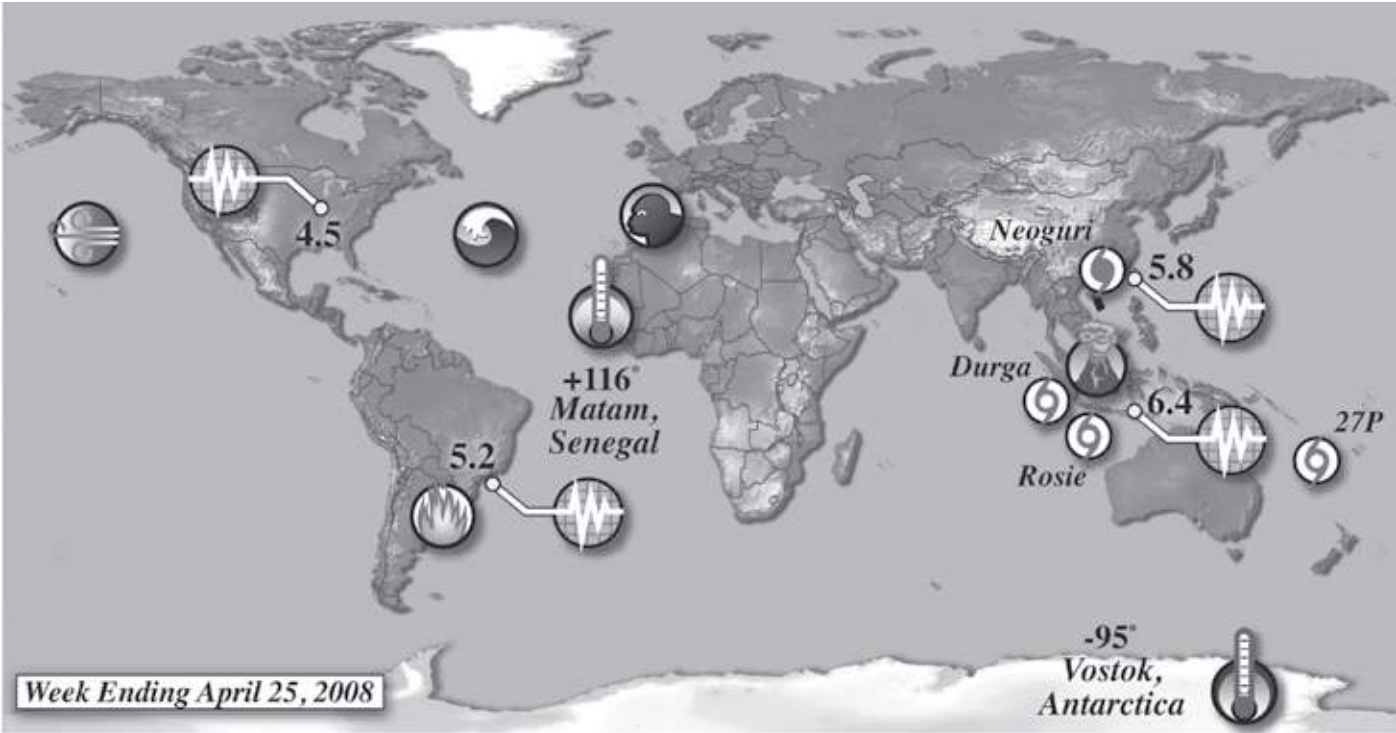 4.5
Neoguri
5.8
Durga
+116°
Matam,
Senegal
6.4
27P
Rosie
5.2
-95°
Vostok,
Antarctica
Week Ending April 25, 2008